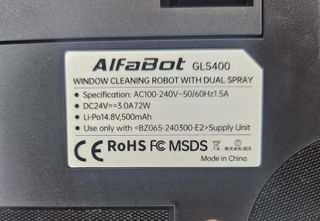 AlfaBot GLS400
WINDOW CLEANING ROBOT WITH DUAL SPRAY
• Specification: AC100-240V~50/60Hz1.5A
• DC24V⎓3.0A72W
• Li-Po14.8V,500mAh
• Use only with <BZ065-240300-E2>Supply Unit
CE RoHS FC MSDS
Made in China